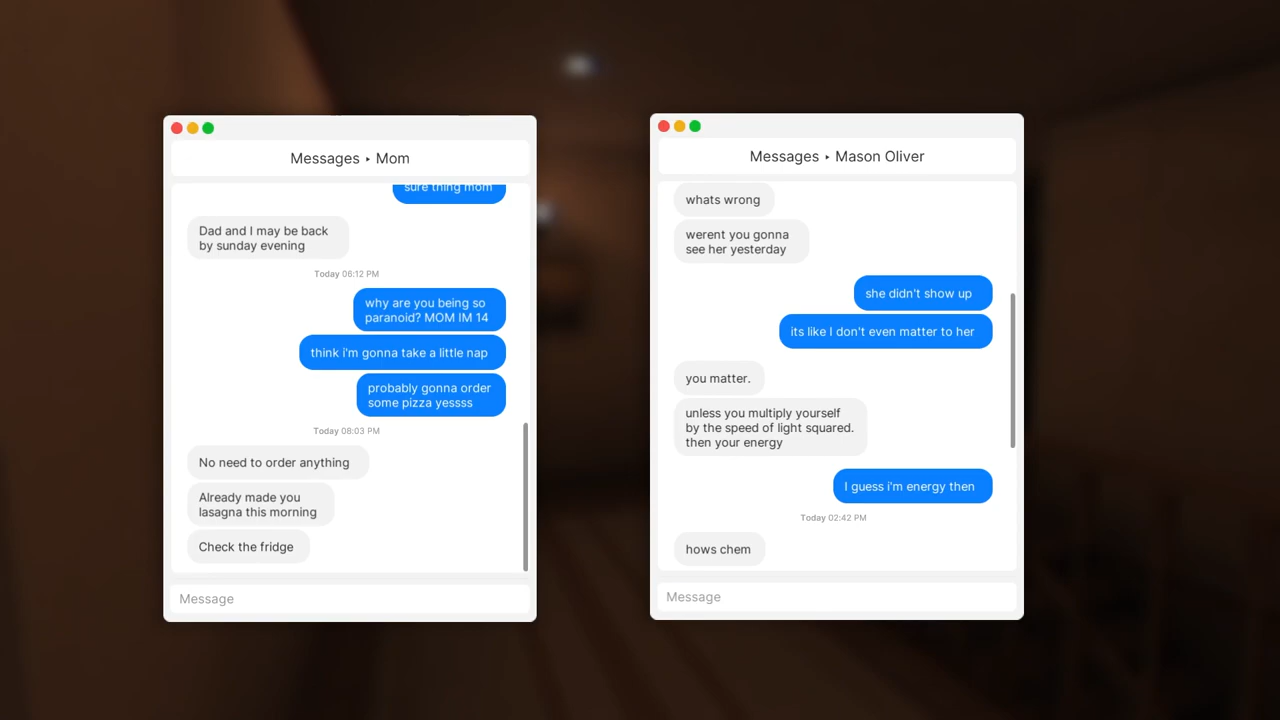 Messages ▸ Mom
sure thing mom
Dad and I may be back
by sunday evening
Today 06:12 PM
why are you being so
paranoid? MOM IM 14
think i'm gonna take a little nap
probably gonna order
some pizza yessss
Today 08:03 PM
No need to order anything
Already made you
lasagna this morning
Check the fridge
Message
Messages ▸ Mason Oliver
whats wrong
werent you gonna
see her yesterday
she didn't show up
its like I don't even matter to her
you matter.
unless you multiply yourself
by the speed of light squared.
then your energy
I guess i'm energy then
Today 02:42 PM
hows chem
Message